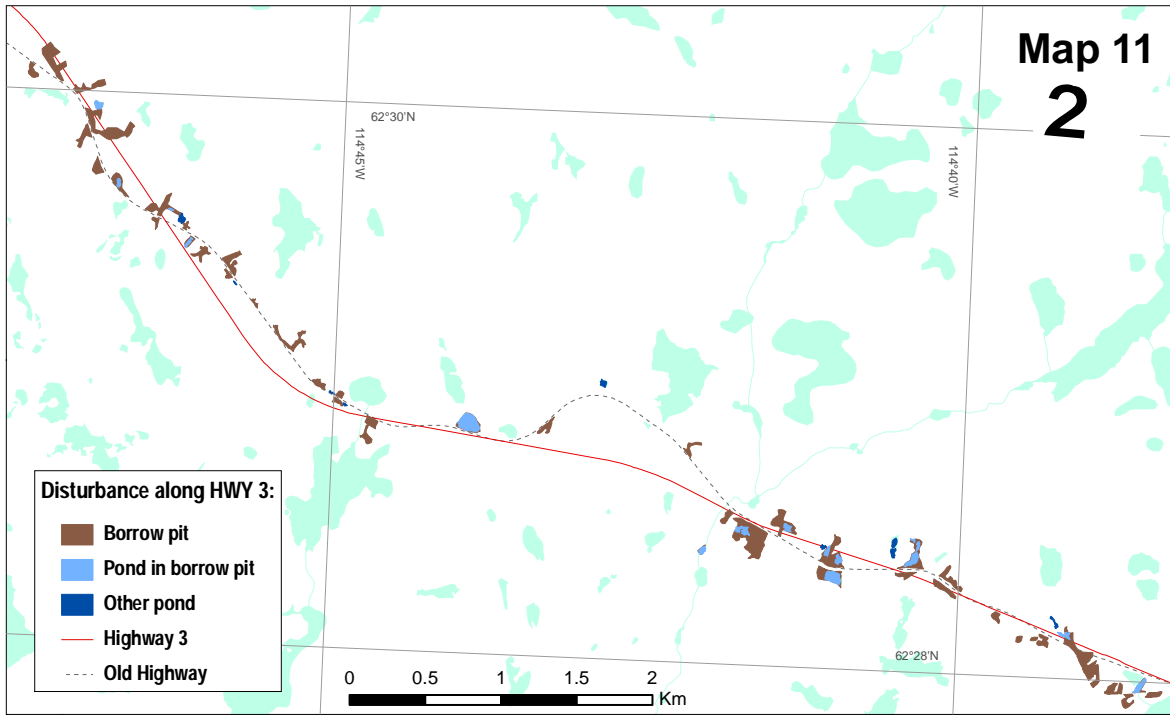 Map 11
2
62°30'N
114°45'W
114°40'W
62°28'N
Disturbance along HWY 3:
Borrow pit
Pond in borrow pit
Other pond
Highway 3
Old Highway
0 0.5 1 1.5 2
Km